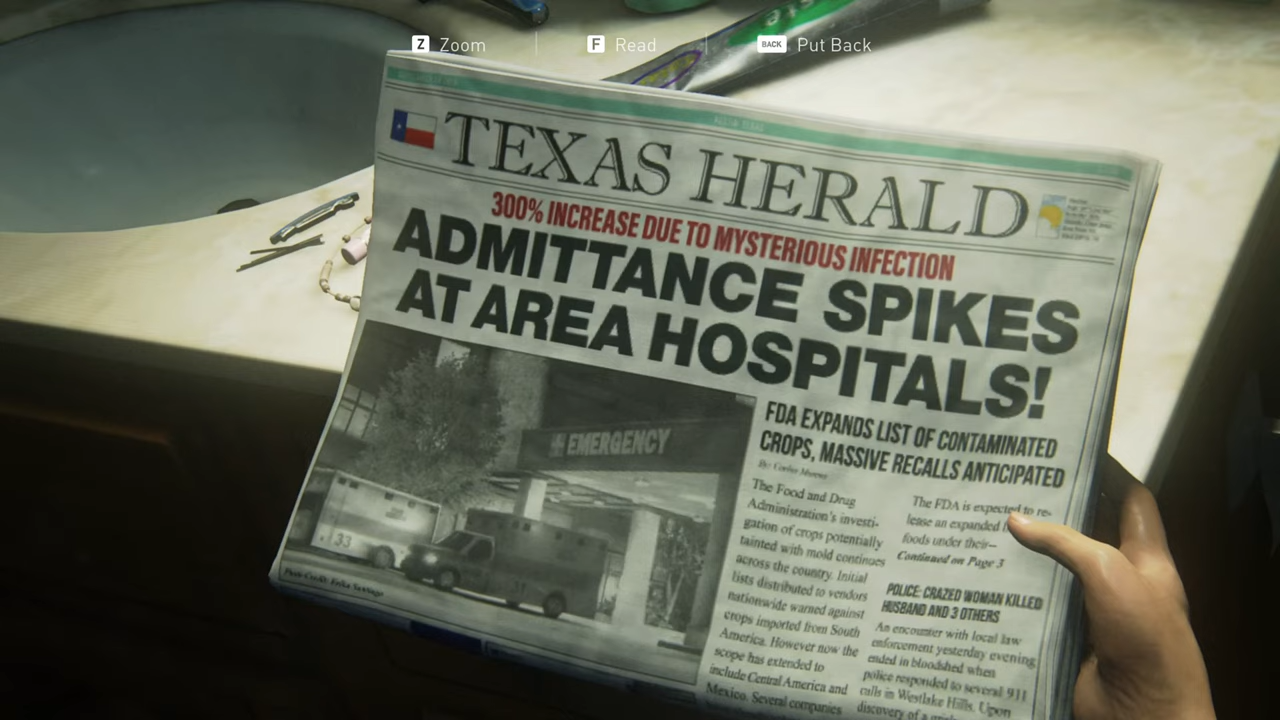 Z Zoom
F Read
BACK Put Back
TEXAS HERALD
300% INCREASE DUE TO MYSTERIOUS INFECTION
ADMITTANCE SPIKES
AT AREA HOSPITALS!
EMERGENCY
33
FDA EXPANDS LIST OF CONTAMINATED
CROPS, MASSIVE RECALLS ANTICIPATED
The Food and Drug
Administration's investi-
gation of crops potentially
tainted with mold continues
across the country. Initial
lists distributed to vendors
nationwide warned against
crops imported from South
America. However now the
scope has extended to
include Central America and
Mexico. Several companies
The FDA is expected to re-
lease an expanded
foods under their–
Continued on Page 3
POLICE: CRAZED WOMAN KILLED
HUSBAND AND 3 OTHERS
An encounter with local law
enforcement yesterday evening
ended in bloodshed when
police responded to several 911
calls in Westlake Hills. Upon
discovery of a